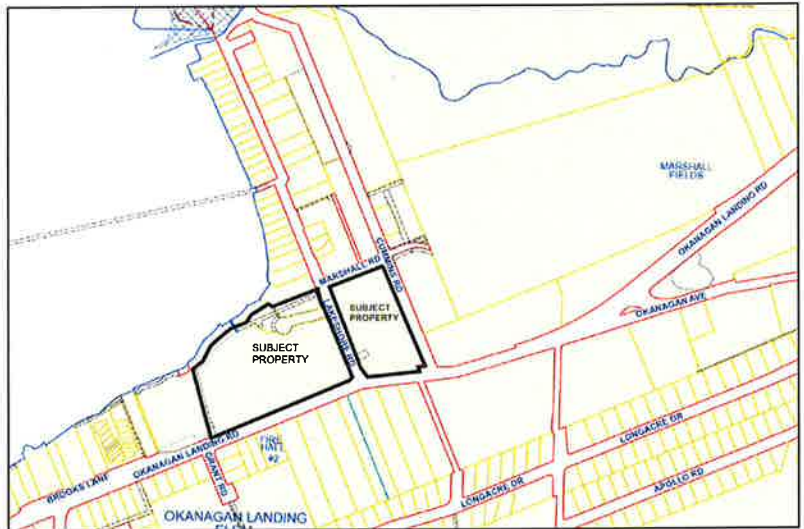 MARSHALL
FIELDS
OKANAGAN LANDING RD
MARSHALL RD
CUMMINS RD
LAKESHORE RD
SUBJECT
PROPERTY
SUBJECT
PROPERTY
OKANAGAN AVE
OKANAGAN LANDING RD
FIRE
HALL
#2
BROOKS LANE
GRANT RD
LONGACRE DR
LONGACRE DR
APOLLO RD
OKANAGAN LANDING